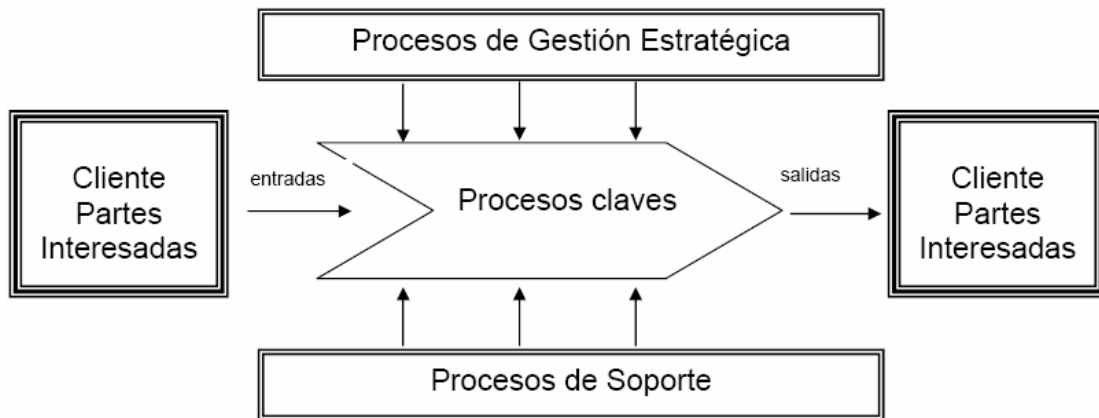 Procesos de Gestión Estratégica
Cliente
Partes
Interesadas
entradas
Procesos claves
salidas
Cliente
Partes
Interesadas
Procesos de Soporte